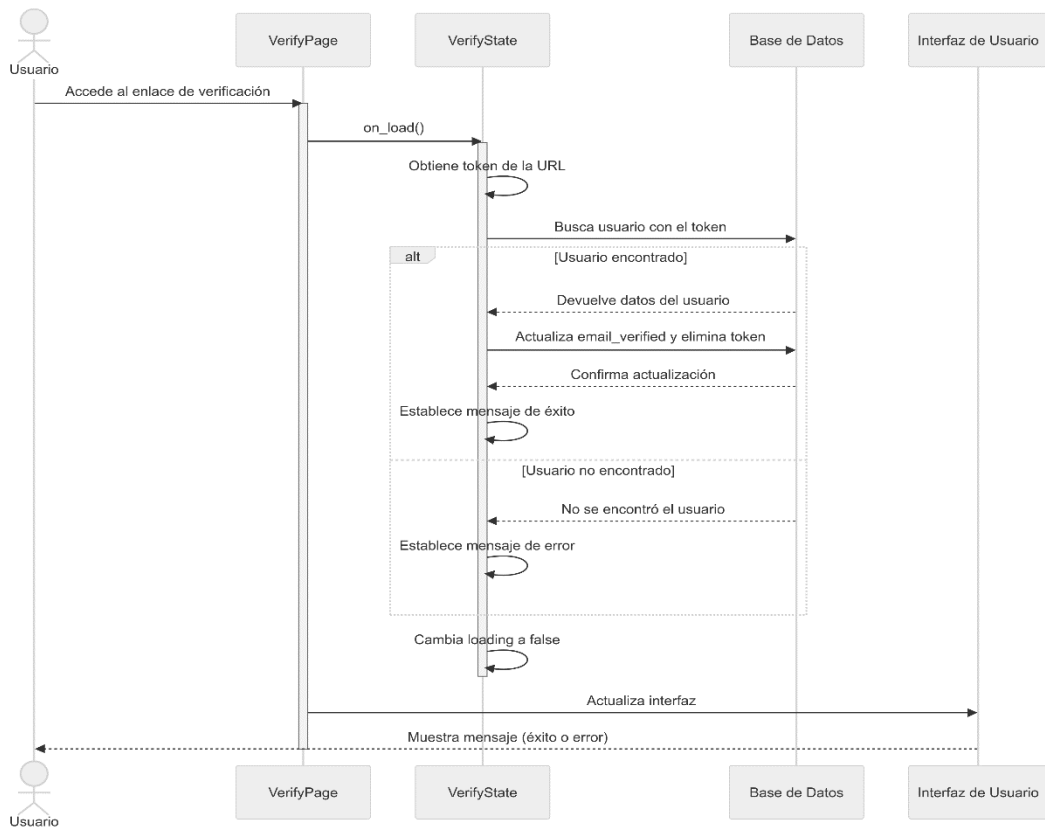 VerifyPage
VerifyState
Base de Datos
Interfaz de Usuario
Usuario
Accede al enlace de verificación
on_load()
Obtiene token de la URL
Busca usuario con el token
alt
[Usuario encontrado]
Devuelve datos del usuario
Actualiza email_verified y elimina token
Confirma actualización
Establece mensaje de éxito
[Usuario no encontrado]
No se encontró el usuario
Establece mensaje de error
Cambia loading a false
Actualiza interfaz
Muestra mensaje (éxito o error)
VerifyPage
VerifyState
Base de Datos
Interfaz de Usuario
Usuario